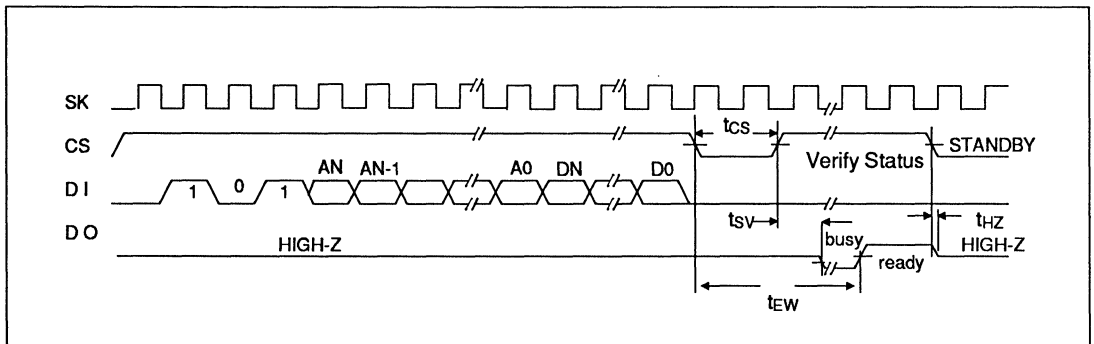 SK
CS
tCS
STANDBY
Verify Status
DI
1 0 1 AN AN-1 A0 DN D0
tSV
tHZ
DO
HIGH-Z
busy
ready
HIGH-Z
tEW